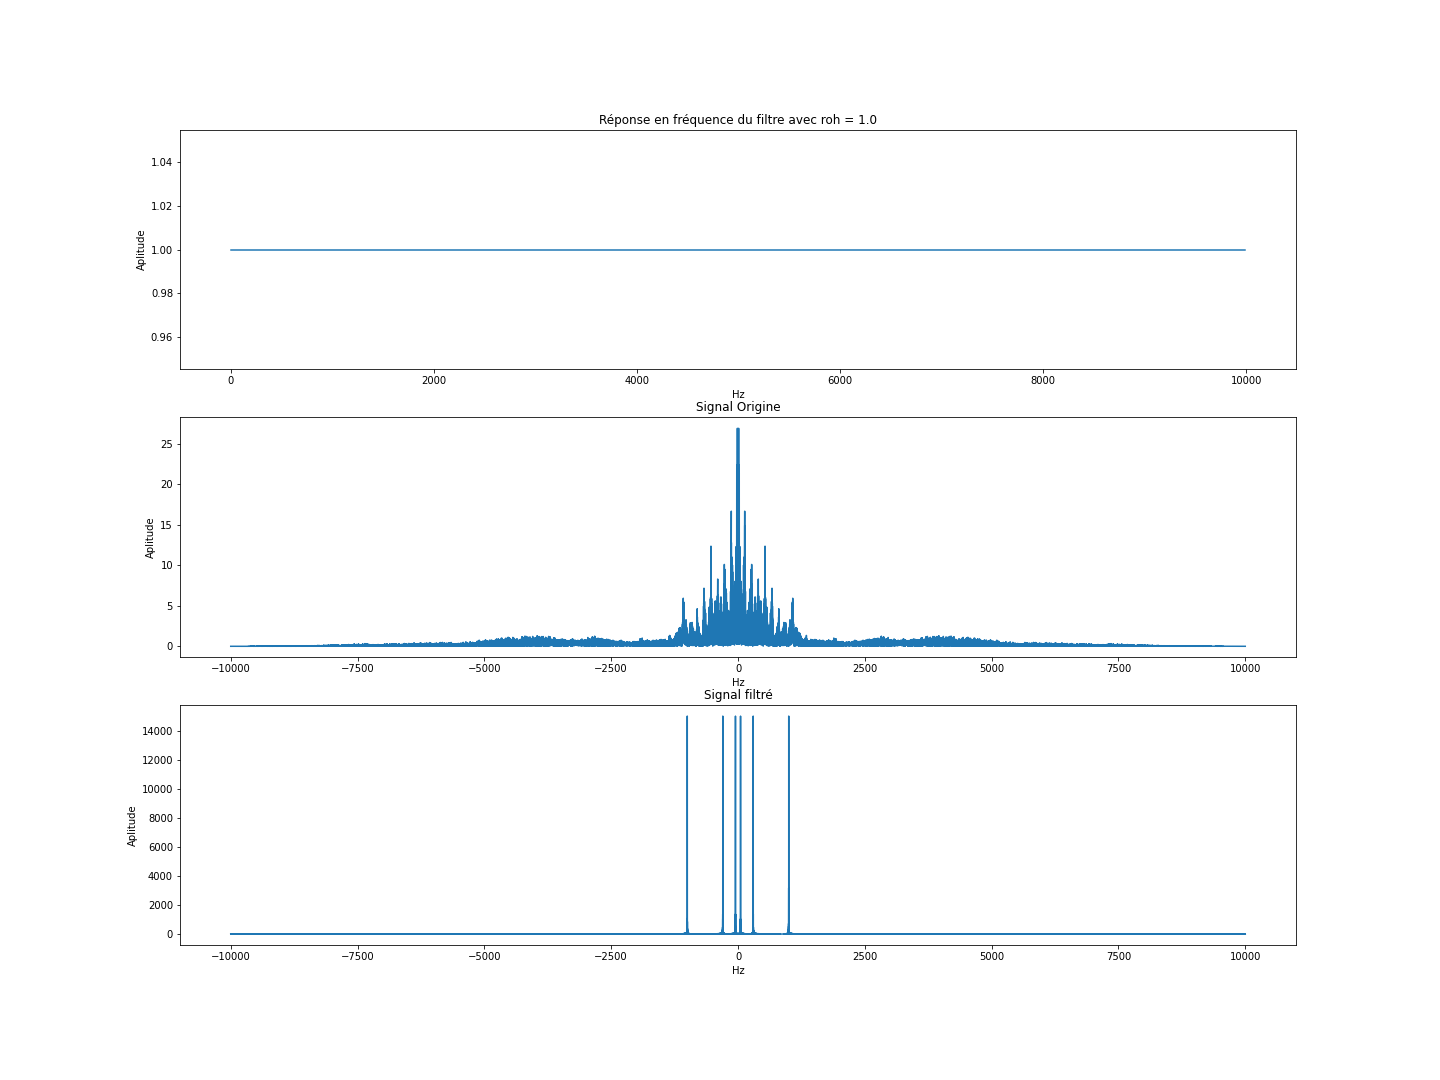 Réponse en fréquence du filtre avec roh = 1.0
Aplitude
1.04
1.02
1.00
0.98
0.96
0 2000 4000 6000 8000 10000
Hz
Signal Origine
Aplitude
25
20
15
10
5
0
−10000 −7500 −5000 −2500 0 2500 5000 7500 10000
Hz
Signal filtré
Aplitude
14000
12000
10000
8000
6000
4000
2000
0
−10000 −7500 −5000 −2500 0 2500 5000 7500 10000
Hz